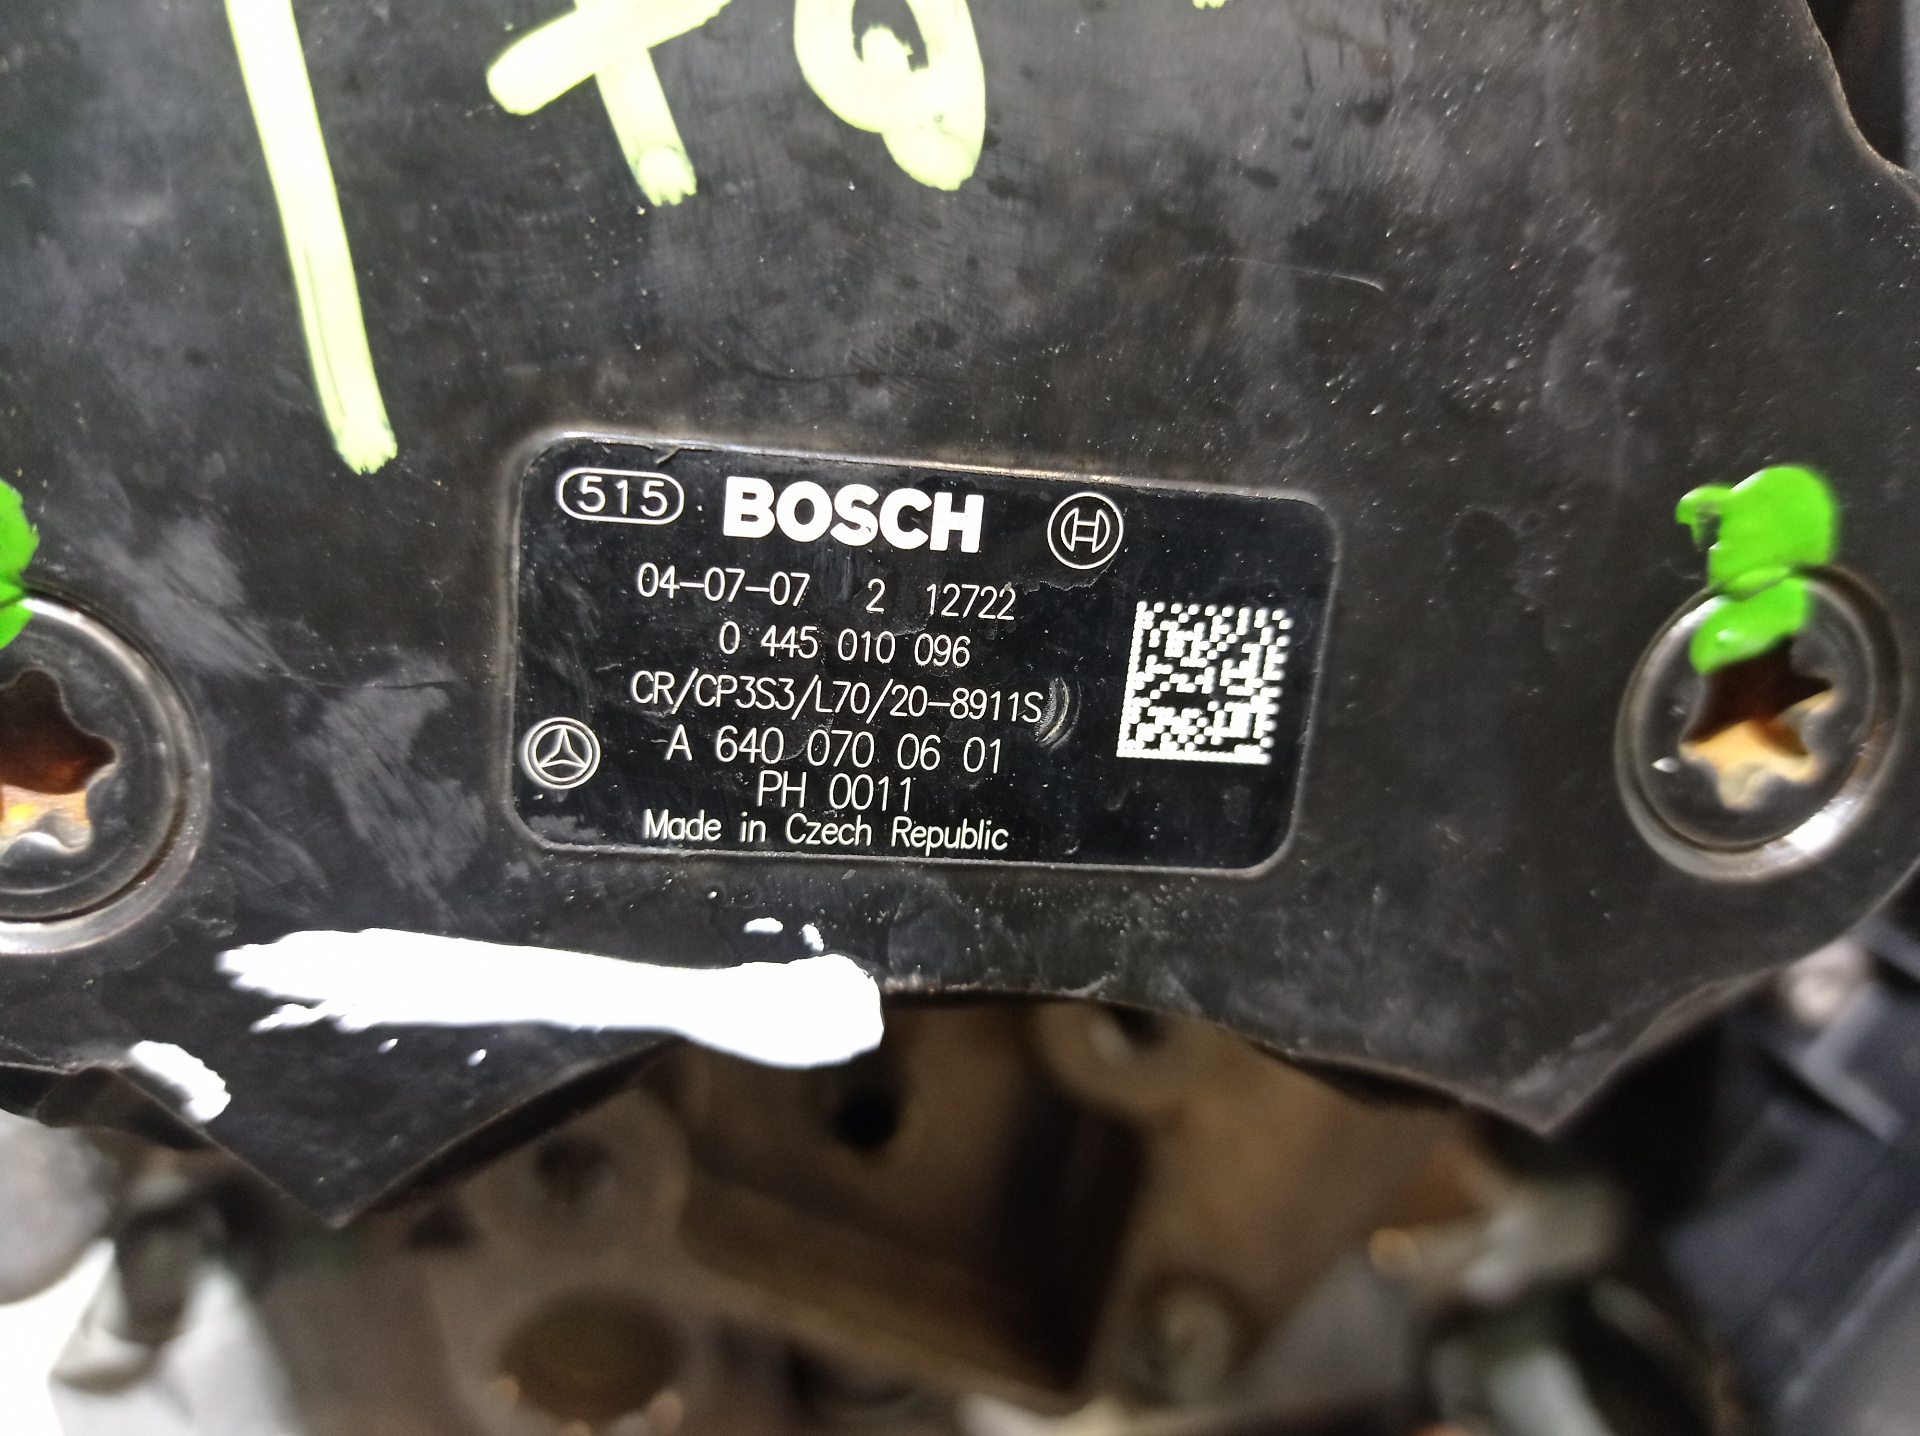 170
515 BOSCH
04-07-07 2 12722
0 445 010 096
CR/CP3S3/L70/20-8911S
A 640 070 06 01
PH 0011
Made in Czech Republic